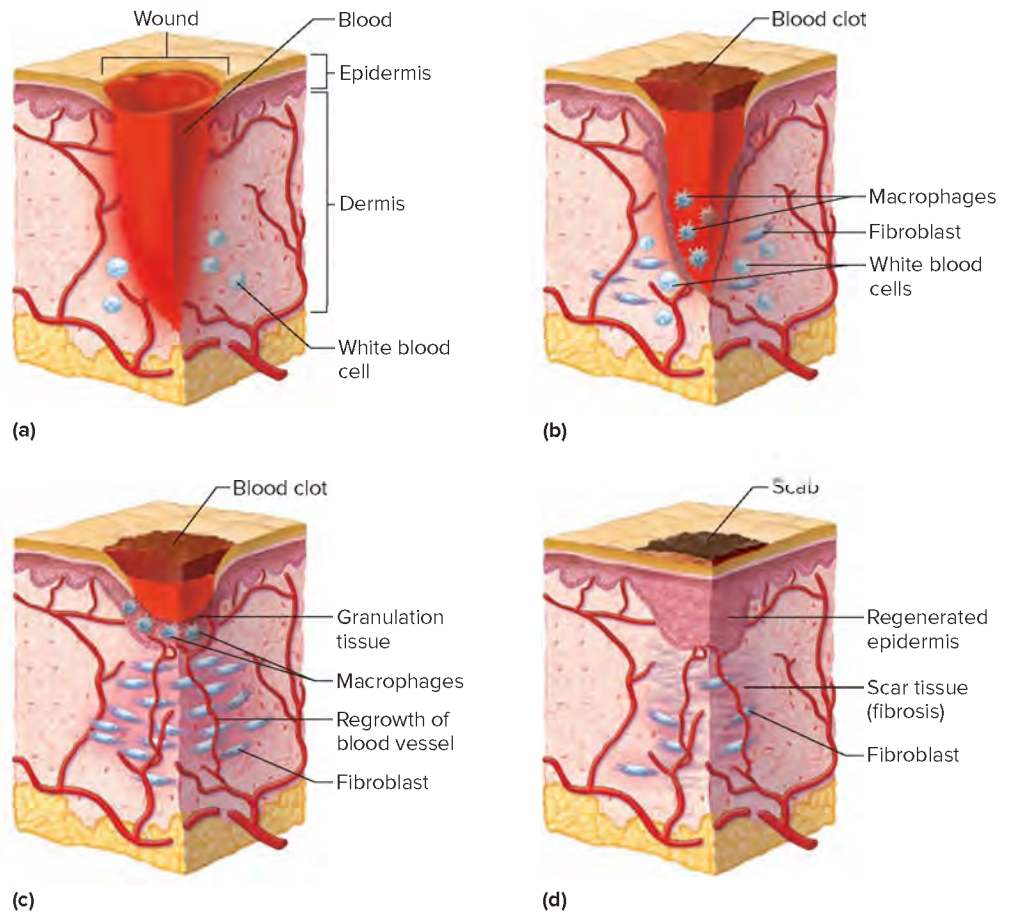 Wound
Blood
Epidermis
Dermis
White blood
cell
(a)
Blood clot
Macrophages
Fibroblast
White blood
cells
(b)
Blood clot
Granulation
tissue
Macrophages
Regrowth of
blood vessel
Fibroblast
(c)
Scab
Regenerated
epidermis
Scar tissue
(fibrosis)
Fibroblast
(d)